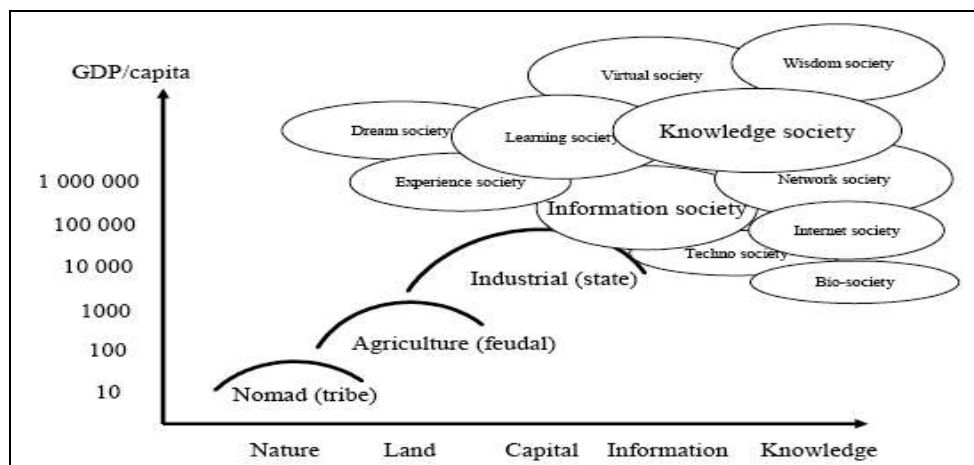 GDP/capita
Virtual society
Wisdom society
Dream society
Learning society
Knowledge society
1 000 000
Experience society
Network society
100 000
Information society
Internet society
10 000
Techno society
Industrial (state)
Bio-society
1000
Agriculture (feudal)
100
10
Nomad (tribe)
Nature Land Capital Information Knowledge